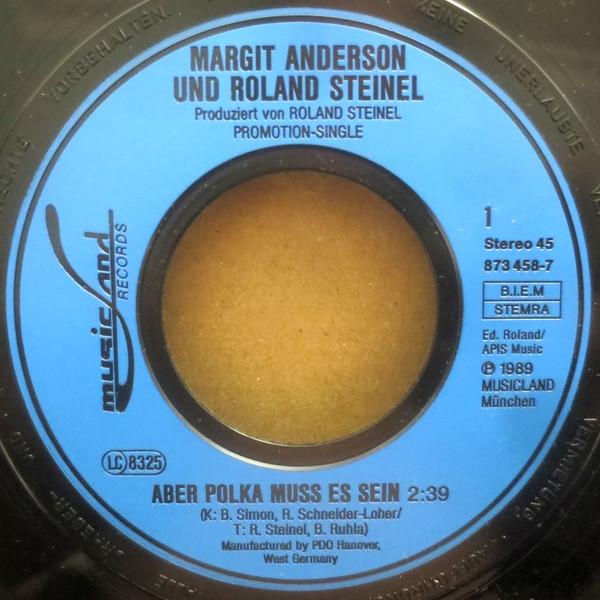 MARGIT ANDERSON
UND ROLAND STEINEL
Produziert von ROLAND STEINEL
PROMOTION-SINGLE
musicland
RECORDS
1
Stereo 45
873 458-7
B.I.E.M
STEMRA
Ed. Roland/
APIS Music
℗ 1989
MUSICLAND
München
LC 8325
ABER POLKA MUSS ES SEIN 2:39
(K: B. Simon, R. Schneider-Loher/
T: R. Steinel, B. Ruhla)
Manufactured by PDO Hanover,
West Germany
VORBEHALTEN. KEINE UNERLAUBTE
VERMIETUNG,